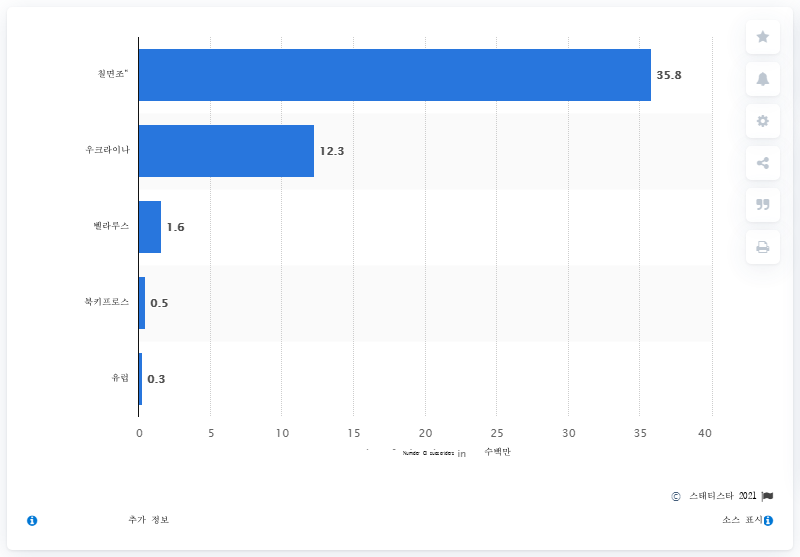 철면조"
35.8
우크라이나
12.3
벨라루스
1.6
북키프로스
0.5
유럽
0.3
0 5 10 15 20 25 30 35 40
in 수백만
© 스태티스타 2021
추가 정보
소스 표시